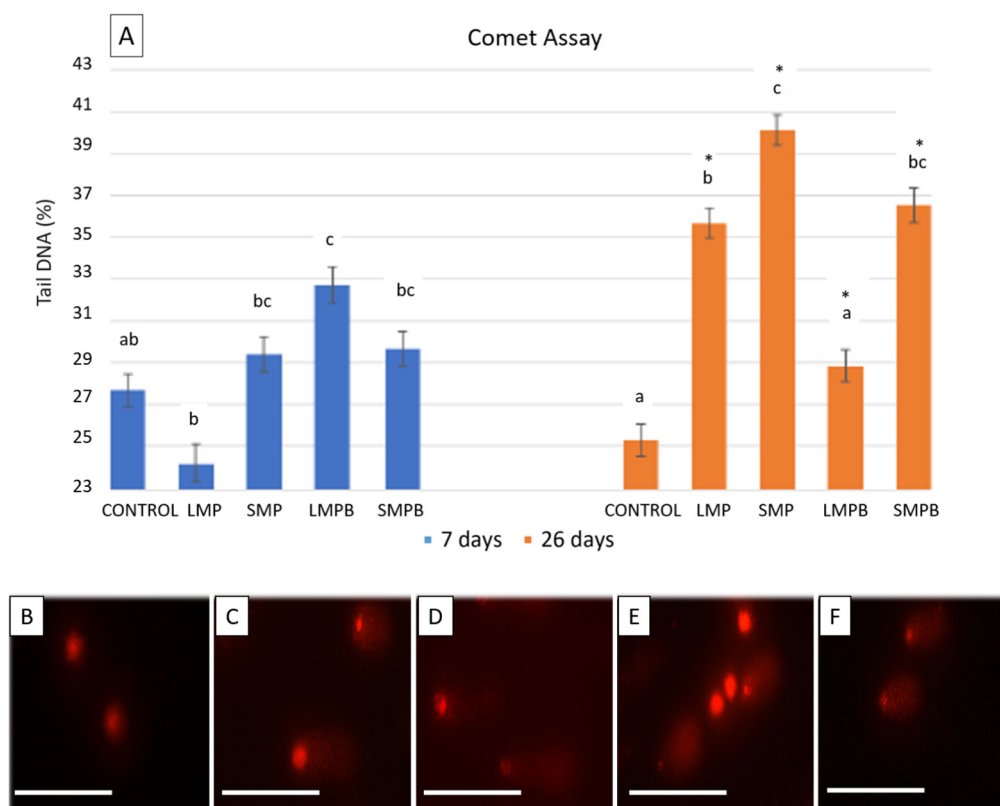 A
Comet Assay
Tail DNA (%)
43
41
39
37
35
33
31
29
27
25
23
ab
b
bc
c
bc
a
*
b
*
c
*
a
*
bc
CONTROL LMP SMP LMPB SMPB CONTROL LMP SMP LMPB SMPB
7 days 26 days
B C D E F